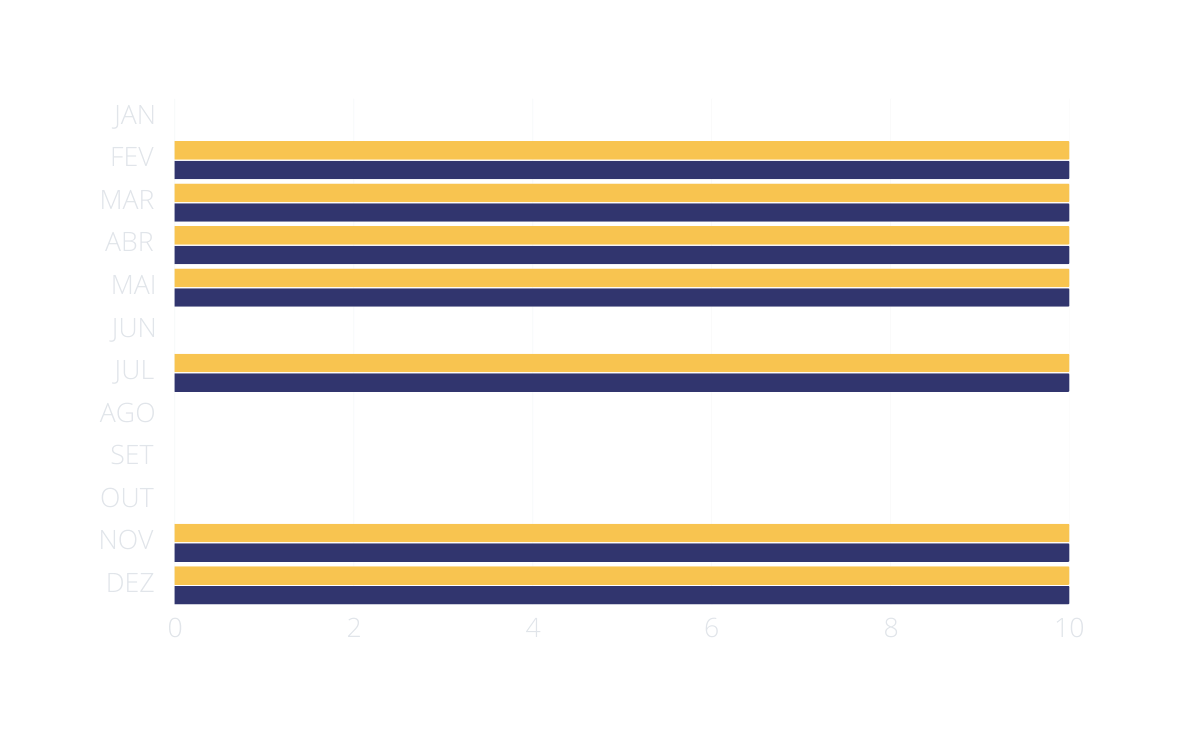 JAN
FEV
MAR
ABR
MAI
JUN
JUL
AGO
SET
OUT
NOV
DEZ
0 2 4 6 8 10